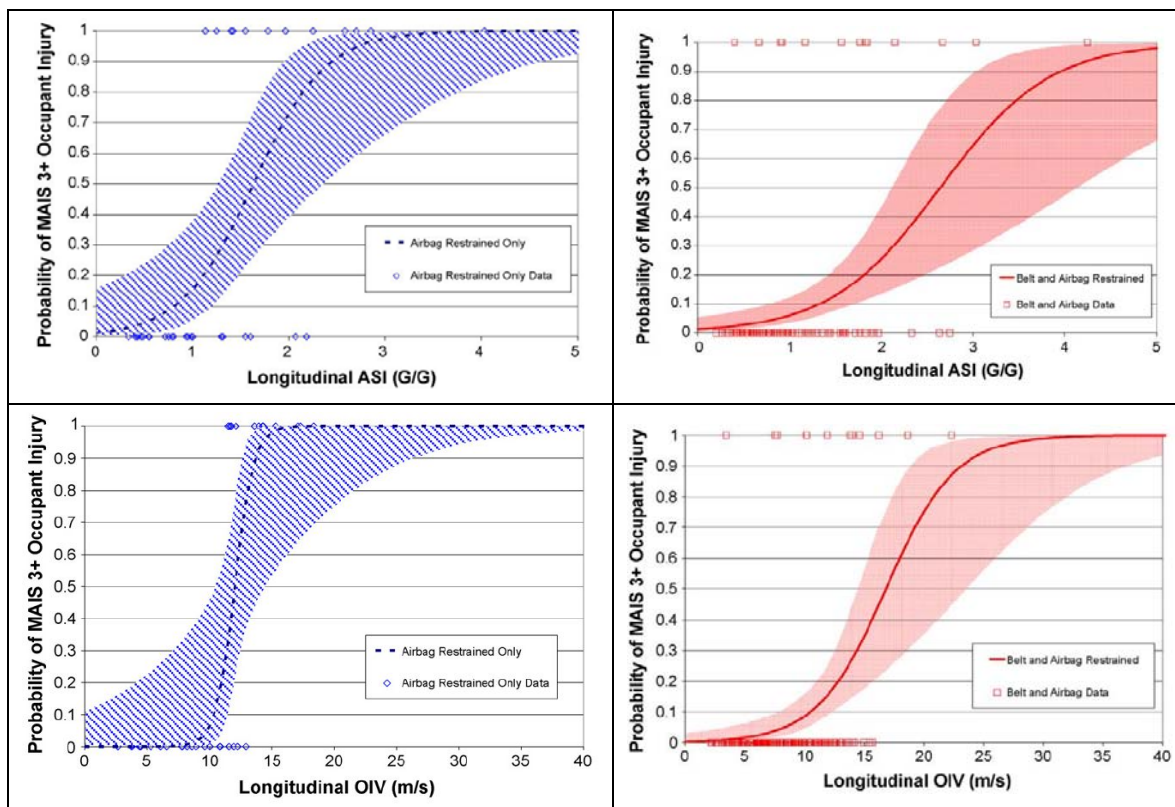 Probability of MAIS 3+ Occupant Injury
1
0.9
0.8
0.7
0.6
0.5
0.4
0.3
0.2
0.1
0
0 1 2 3 4 5
Longitudinal ASI (G/G)
Airbag Restrained Only
Airbag Restrained Only Data
Probability of MAIS 3+ Occupant Injury
1
0.9
0.8
0.7
0.6
0.5
0.4
0.3
0.2
0.1
0
0 1 2 3 4 5
Longitudinal ASI (G/G)
Belt and Airbag Restrained
Belt and Airbag Data
Probability of MAIS 3+ Occupant Injury
1
0.9
0.8
0.7
0.6
0.5
0.4
0.3
0.2
0.1
0
0 5 10 15 20 25 30 35 40
Longitudinal OIV (m/s)
Airbag Restrained Only
Airbag Restrained Only Data
Probability of MAIS 3+ Occupant Injury
1
0.9
0.8
0.7
0.6
0.5
0.4
0.3
0.2
0.1
0
0 5 10 15 20 25 30 35 40
Longitudinal OIV (m/s)
Belt and Airbag Restrained
Belt and Airbag Data